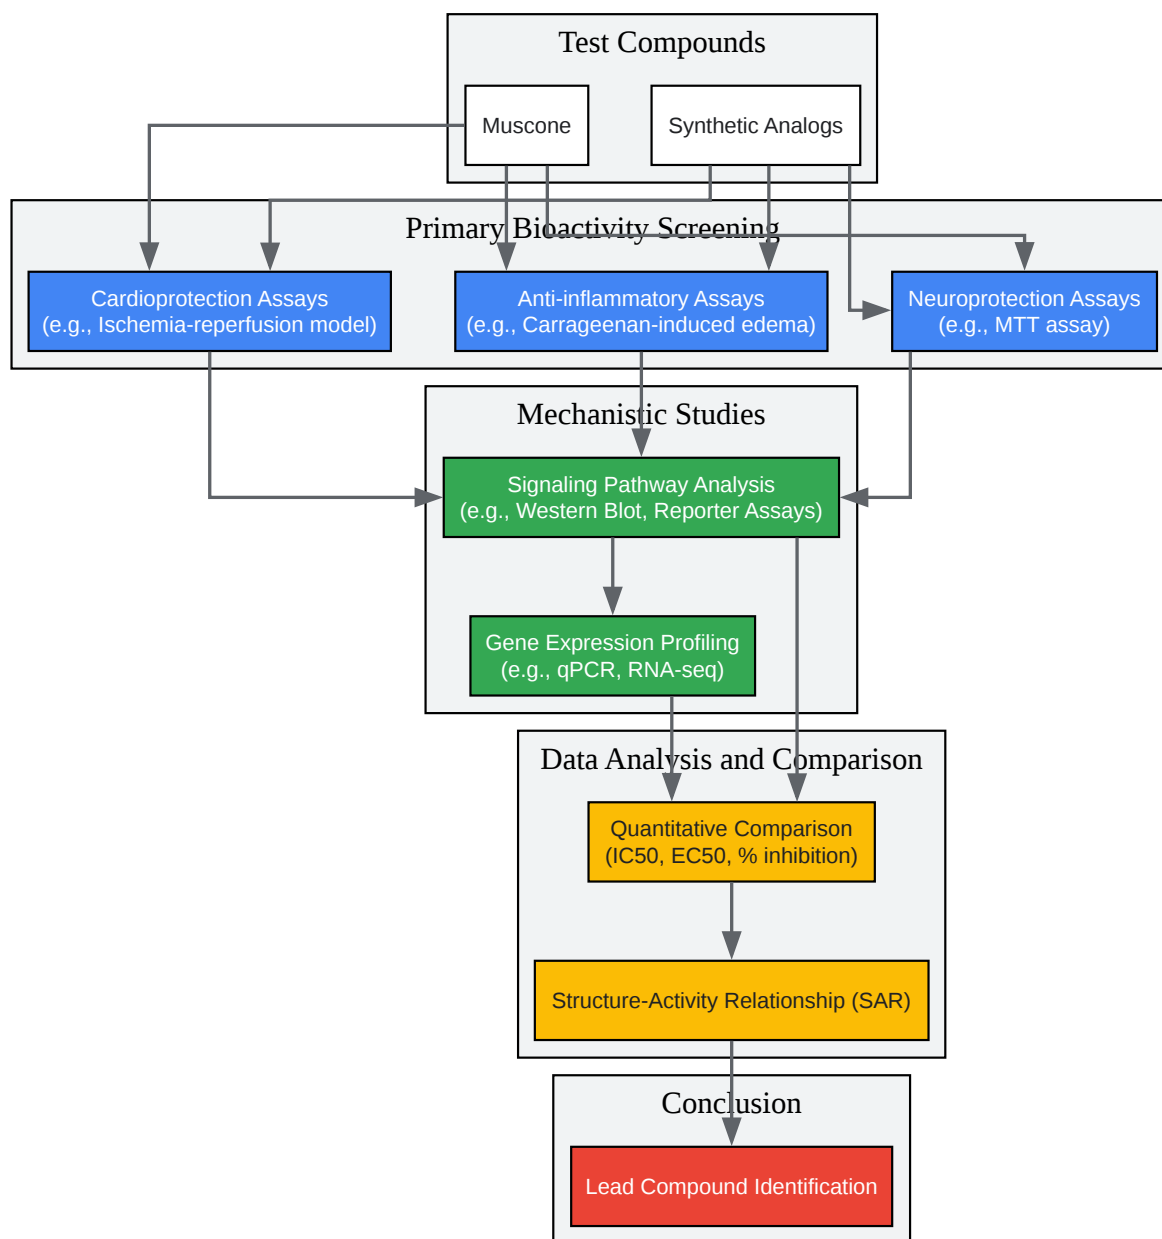 Test Compounds
Muscone
Synthetic Analogs
Primary Bioactivity Screening
Cardioprotection Assays
(e.g., Ischemia-reperfusion model)
Anti-inflammatory Assays
(e.g., Carrageenan-induced edema)
Neuroprotection Assays
(e.g., MTT assay)
Mechanistic Studies
Signaling Pathway Analysis
(e.g., Western Blot, Reporter Assays)
Gene Expression Profiling
(e.g., qPCR, RNA-seq)
Data Analysis and Comparison
Quantitative Comparison
(IC50, EC50, % inhibition)
Structure-Activity Relationship (SAR)
Conclusion
Lead Compound Identification